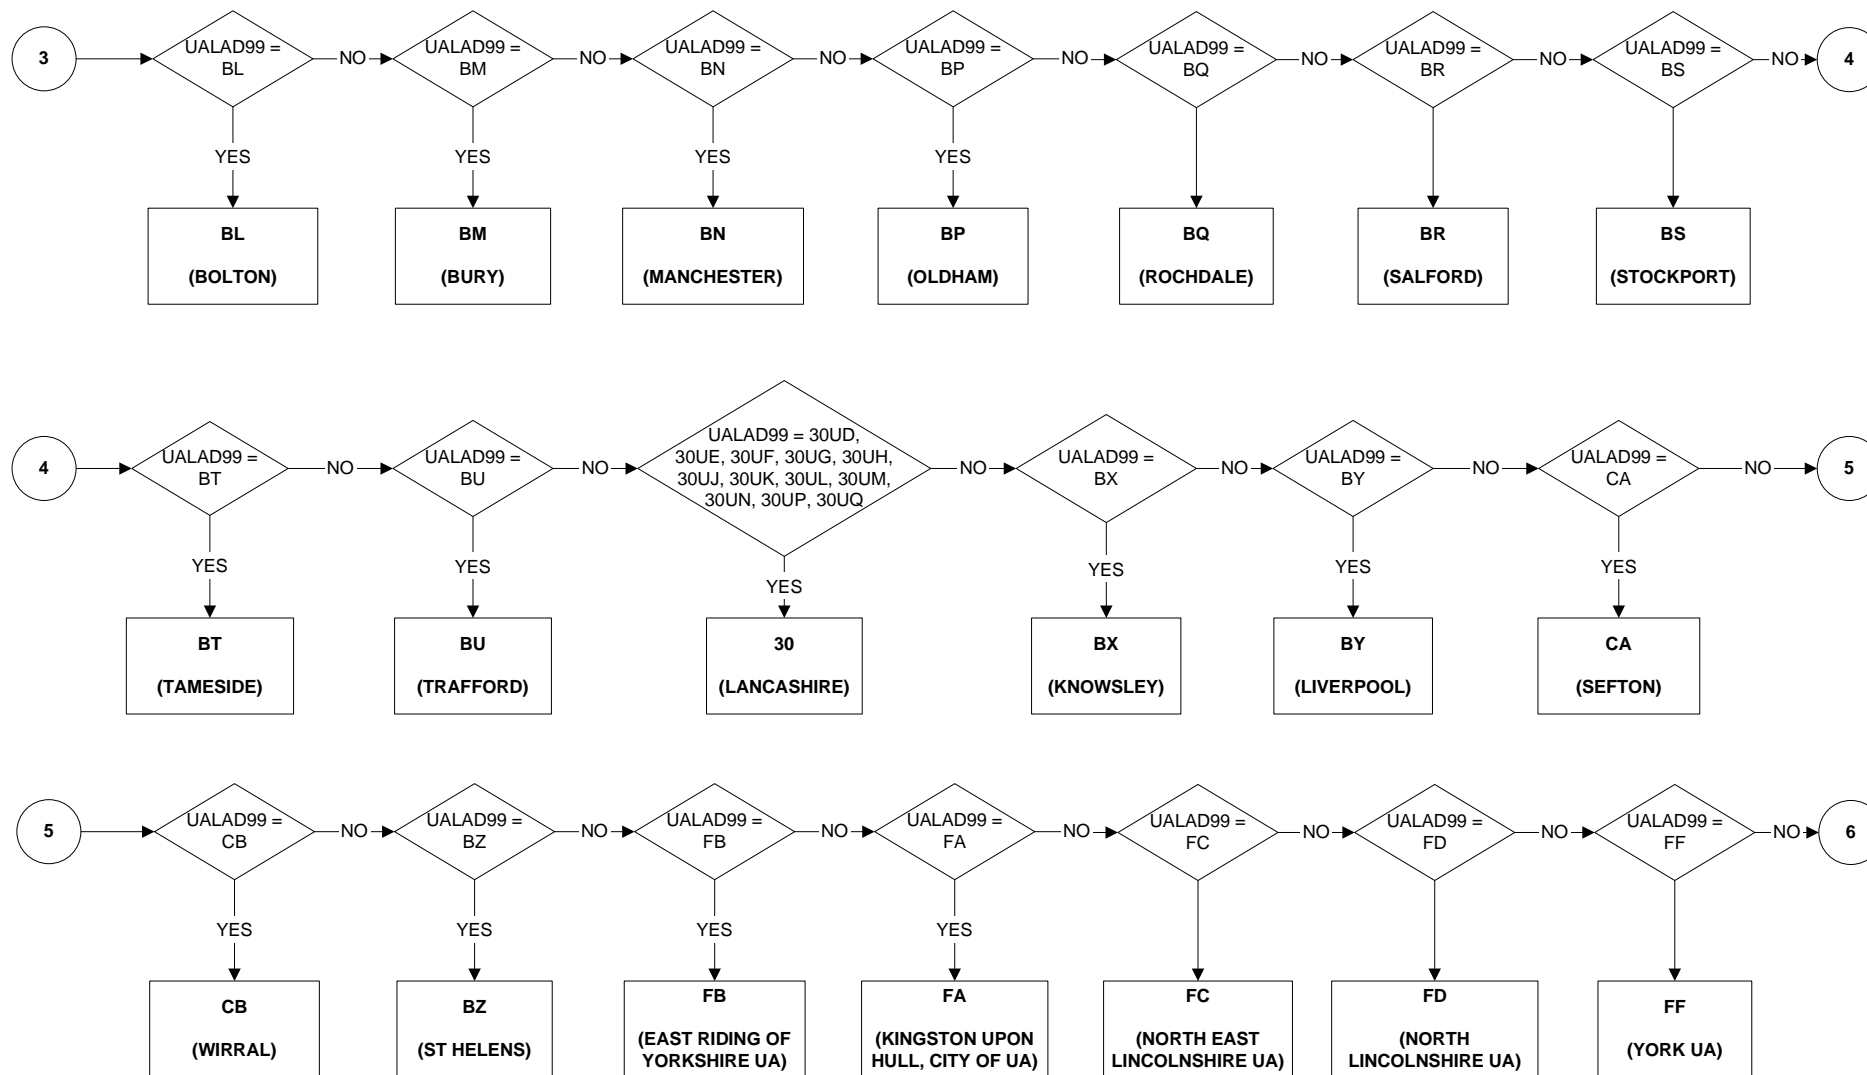 3
UALAD99 =
BL
NO
UALAD99 =
BM
NO
UALAD99 =
BN
NO
UALAD99 =
BP
NO
UALAD99 =
BQ
NO
UALAD99 =
BR
NO
UALAD99 =
BS
NO
4
YES
YES
YES
YES
BL
(BOLTON)
BM
(BURY)
BN
(MANCHESTER)
BP
(OLDHAM)
BQ
(ROCHDALE)
BR
(SALFORD)
BS
(STOCKPORT)
4
UALAD99 =
BT
NO
UALAD99 =
BU
NO
UALAD99 = 30UD,
30UE, 30UF, 30UG, 30UH,
30UJ, 30UK, 30UL, 30UM,
30UN, 30UP, 30UQ
NO
UALAD99 =
BX
NO
UALAD99 =
BY
NO
UALAD99 =
CA
NO
5
YES
YES
YES
YES
YES
YES
BT
(TAMESIDE)
BU
(TRAFFORD)
30
(LANCASHIRE)
BX
(KNOWSLEY)
BY
(LIVERPOOL)
CA
(SEFTON)
5
UALAD99 =
CB
NO
UALAD99 =
BZ
NO
UALAD99 =
FB
NO
UALAD99 =
FA
NO
UALAD99 =
FC
NO
UALAD99 =
FD
NO
UALAD99 =
FF
NO
6
YES
YES
YES
YES
CB
(WIRRAL)
BZ
(ST HELENS)
FB
(EAST RIDING OF
YORKSHIRE UA)
FA
(KINGSTON UPON
HULL, CITY OF UA)
FC
(NORTH EAST
LINCOLNSHIRE UA)
FD
(NORTH
LINCOLNSHIRE UA)
FF
(YORK UA)